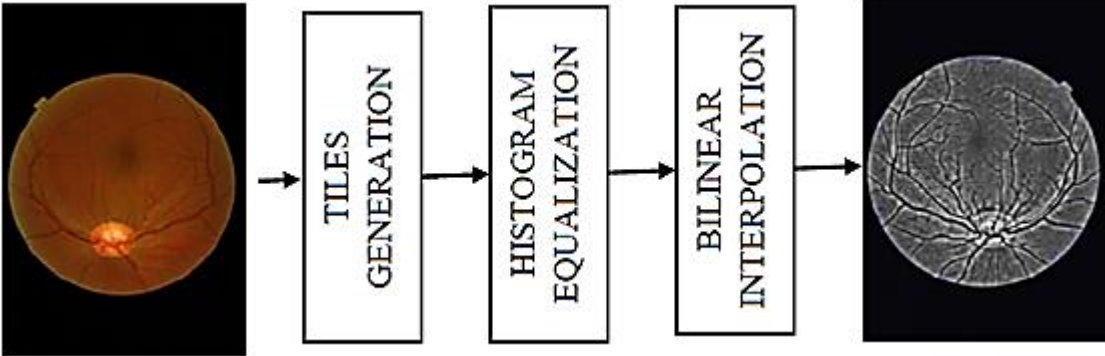 TILES
GENERATION
HISTOGRAM
EQUALIZATION
BILINEAR
INTERPOLATION